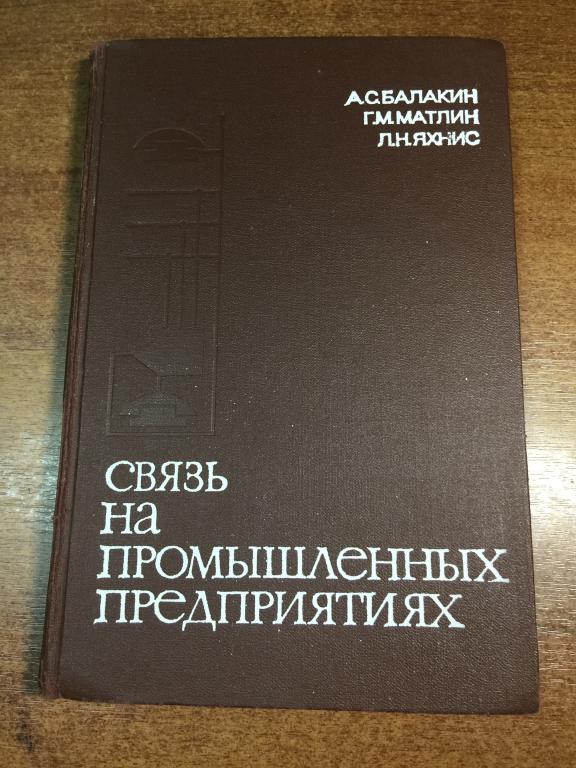 А.С.БАЛАКИН
Г.М.МАТЛИН
Л.Н.ЯХНИС
СВЯЗЬ
На
ПРОМЫШЛЕННЫХ
ПРЕДПРИЯТИЯХ